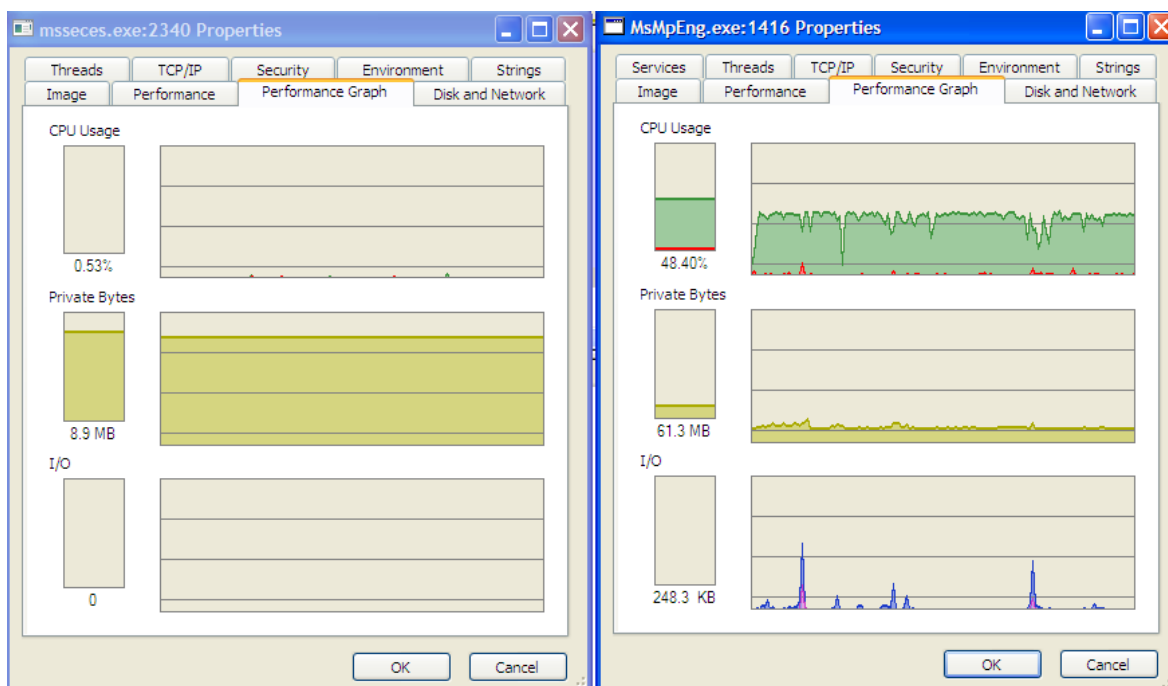 msseces.exe:2340 Properties
Threads TCP/IP Security Environment Strings
Image Performance Performance Graph Disk and Network
CPU Usage
0.53%
Private Bytes
8.9 MB
I/O
0
OK Cancel
MsMpEng.exe:1416 Properties
Services Threads TCP/IP Security Environment Strings
Image Performance Performance Graph Disk and Network
CPU Usage
48.40%
Private Bytes
61.3 MB
I/O
248.3 KB
OK Cancel